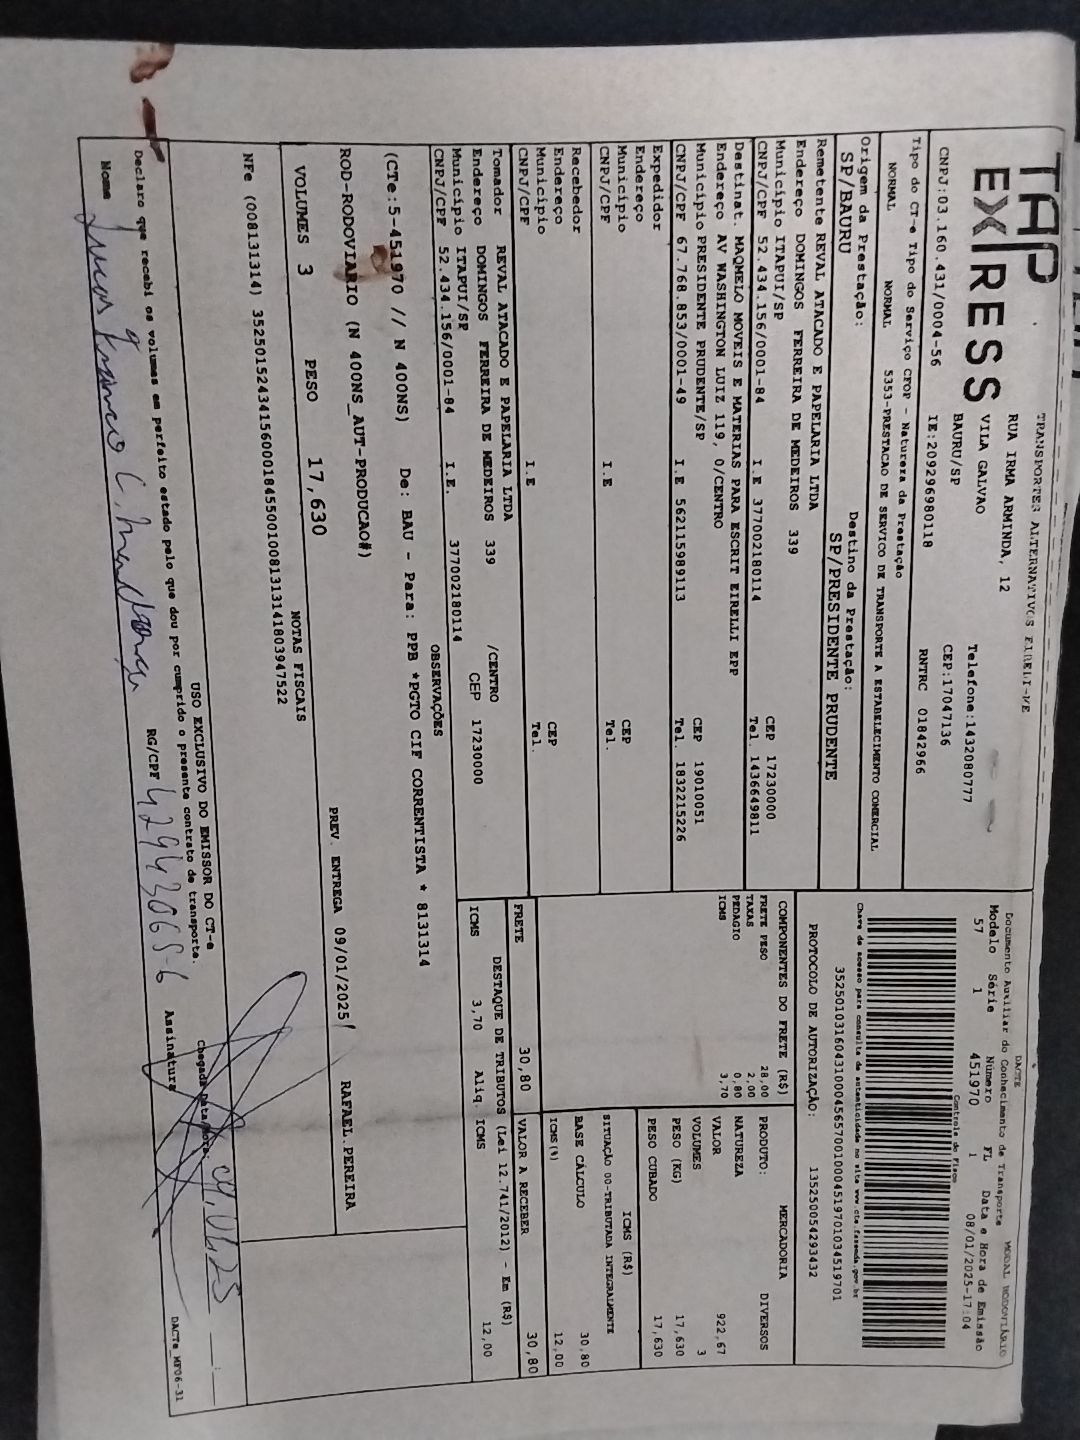 TAP
EXPRESS
TRANSPORTES ALTERNATIVOS EIRELI-ME
RUA IRMA ARMINDA, 12
VILA GALVAO
BAURU/SP
Telefone:1432080777
CEP:17047136
CNPJ:03.160.431/0004-56
IE:209296980118
RNTRC 01842966
Tipo do CT-e Tipo do Serviço CFOP - Natureza da Prestação
NORMAL NORMAL 5353-PRESTACAO DE SERVICO DE TRANSPORTE A ESTABELECIMENTO COMERCIAL
Origem da Prestação: Destino da Prestação:
SP/BAURU SP/PRESIDENTE PRUDENTE
Remetente REVAL ATACADO E PAPELARIA LTDA
Endereço DOMINGOS FERREIRA DE MEDEIROS 339
Município ITAPUI/SP CEP 17230000
CNPJ/CPF 52.434.156/0001-84 I.E 377002180114 Tel. 1436649811
Destinat. MAQMELO MOVEIS E MATERIAS PARA ESCRIT EIRELLI EPP
Endereço AV WASHINGTON LUIZ 119, 0/CENTRO
Município PRESIDENTE PRUDENTE/SP CEP 19010051
CNPJ/CPF 67.768.853/0001-49 I.E 562115989113 Tel. 1832215226
Expedidor
Endereço
Município CEP
CNPJ/CPF I.E Tel.
Recebedor
Endereço
Município CEP
CNPJ/CPF I.E Tel.
Tomador REVAL ATACADO E PAPELARIA LTDA
Endereço DOMINGOS FERREIRA DE MEDEIROS 339 /CENTRO
Município ITAPUI/SP CEP 17230000
CNPJ/CPF 52.434.156/0001-84 I.E. 377002180114
DACTE
Documento Auxiliar do Conhecimento de Transporte MODAL RODOVIÁRIO
Modelo Série Número FL Data e Hora de Emissão
57 1 451970 1 08/01/2025-17:04
Controle do Fisco
Chave de acesso para consulta de autenticidade no site www.cte.fazenda.gov.br
35250103160431000456570010004519701034519701
PROTOCOLO DE AUTORIZAÇÃO: 135250054293432
COMPONENTES DO FRETE (R$)
FRETE PESO 28,00
TAXAS 2,00
PEDAGIO 0,80
ICMS 3,70
PRODUTO: MERCADORIA
NATUREZA DIVERSOS
VALOR 922,67
VOLUMES 3
PESO (KG) 17,630
PESO CUBADO 17,630
ICMS (R$)
SITUAÇÃO 00-TRIBUTADA INTEGRALMENTE
BASE CÁLCULO 30,80
ICMS(%) 12,00
FRETE 30,80 VALOR A RECEBER 30,80
DESTAQUE DE TRIBUTOS (Lei 12.741/2012) - Em (R$)
ICMS 3,70 Aliq. ICMS 12,00
OBSERVAÇÕES
(CTe:5-451970 // N 400NS) De: BAU - Para: PPB *PGTO CIF CORRENTISTA * 8131314
ROD-RODOVIARIO (N 400NS_AUT-PRODUCAO#)
PREV. ENTREGA 09/01/2025 RAFAEL.PEREIRA
VOLUMES 3 PESO 17,630
NOTAS FISCAIS
NFe (008131314) 35250152434156000184550010081313141803947522
USO EXCLUSIVO DO EMISSOR DO CT-e
Declaro que recebi os volumes em perfeito estado pelo que dou por cumprido o presente contrato de transporte.
Chegada Data/Hora:
Nome Lucas RG/CPF 42943065-6 Assinatura
DACTe_MF06-31